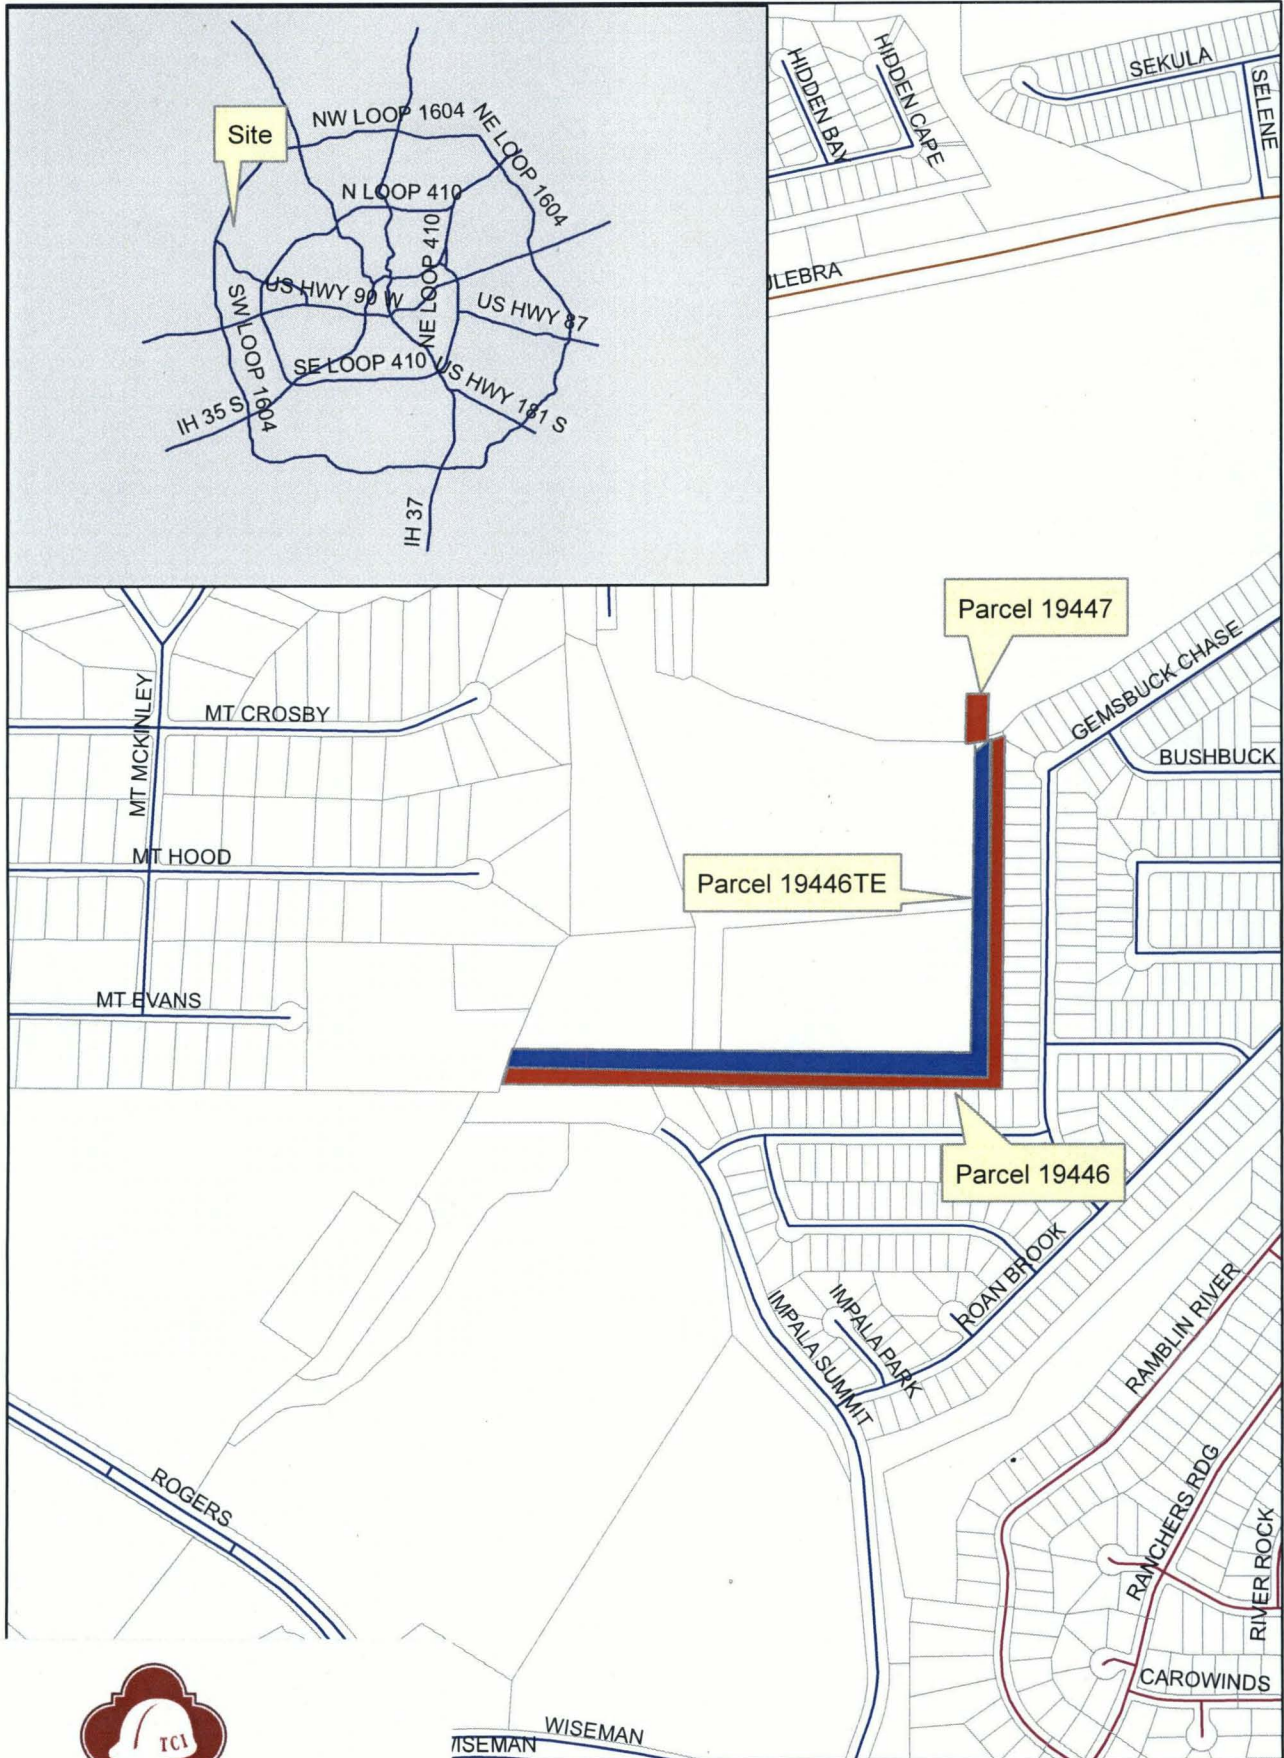 Site
NW LOOP 1604
NE LOOP 1604
N LOOP 410
NE LOOP 410
US HWY 90 W
US HWY 87
SW LOOP 1604
SE LOOP 410
US HWY 181 S
IH 35 S
IH 37
HIDDEN BAY
HIDDEN CAPE
SEKULA
SELENE
ULEBRA
Parcel 19447
GEMSBUCK CHASE
BUSHBUCK
MT MCKINLEY
MT CROSBY
MT HOOD
MT EVANS
Parcel 19446TE
Parcel 19446
ROAN BROOK
IMPALA PARK
IMPALA SUMMIT
RAMBLIN RIVER
RANCHERS RDG
RIVER ROCK
CAROWINDS
ROGERS
WISEMAN
WISEMAN
TCI